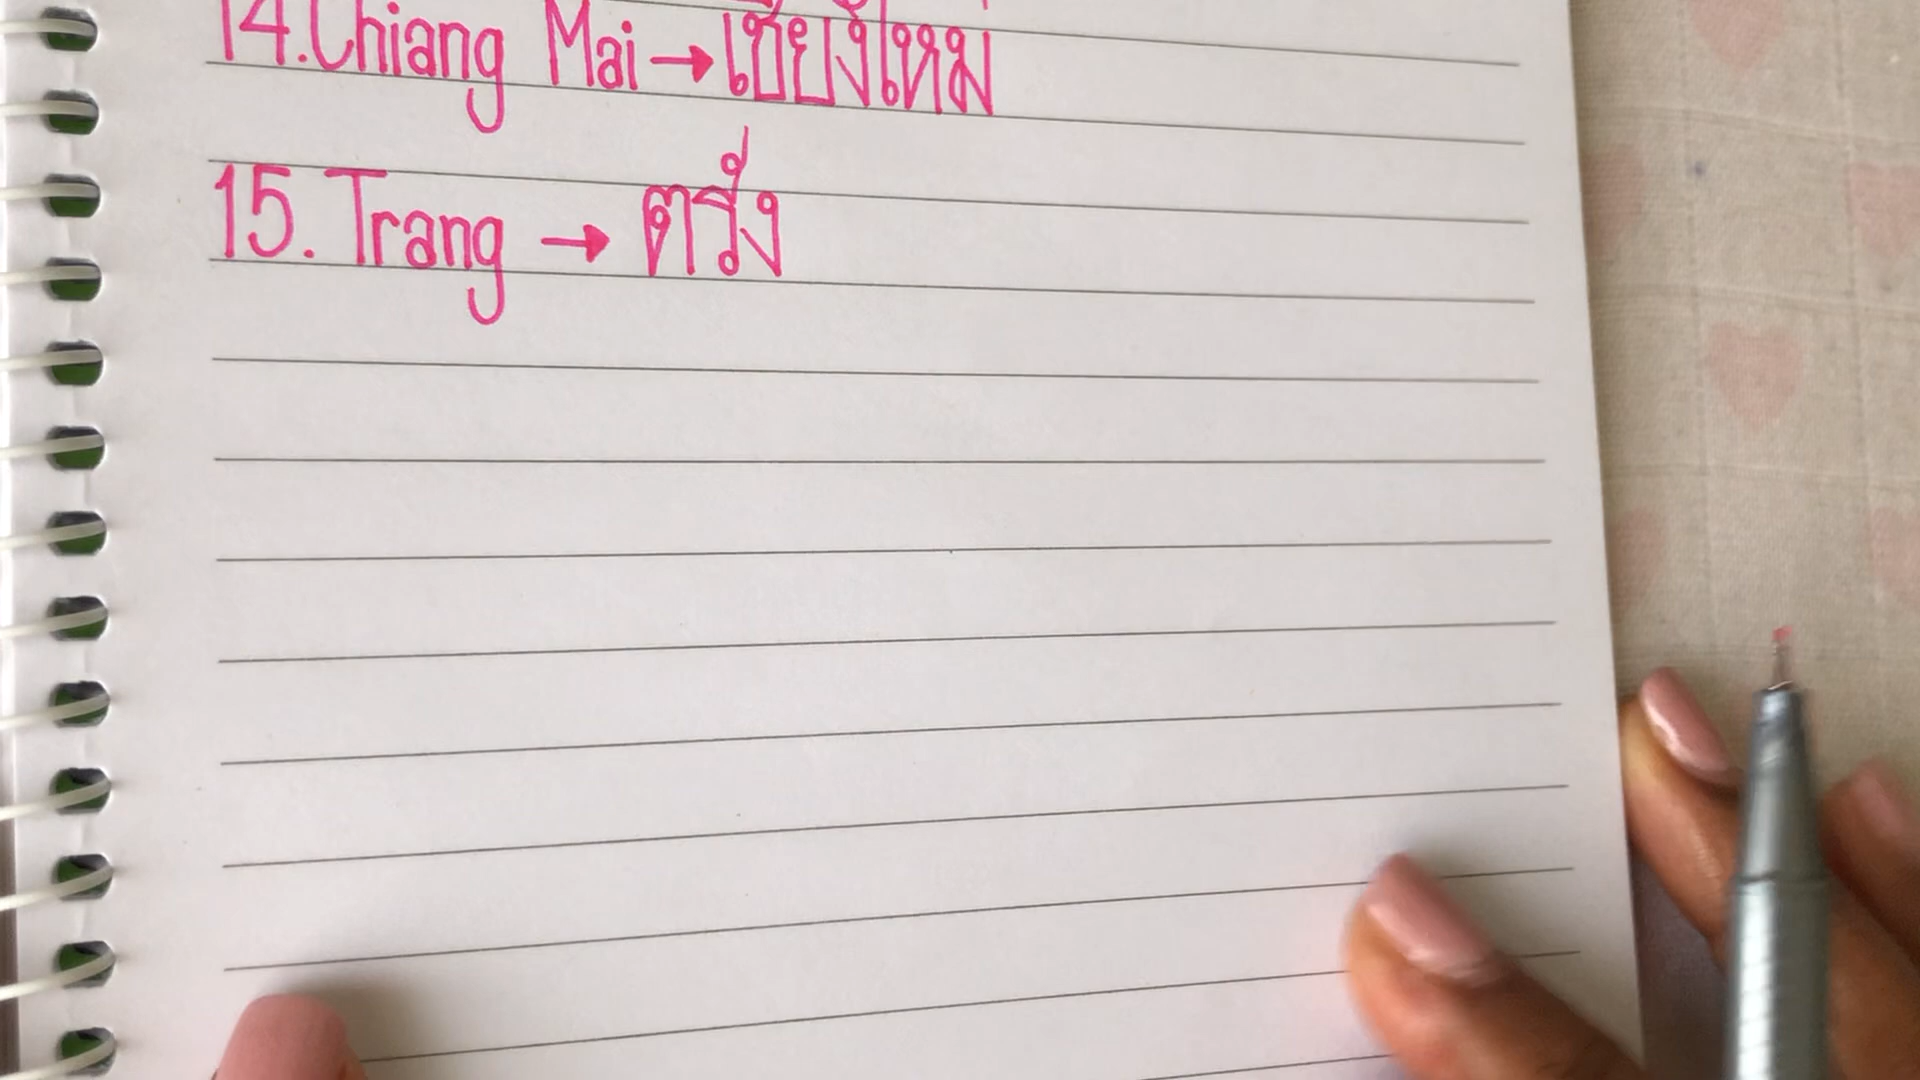 14. Chiang Mai → เชียงใหม่
15. Trang → ตรัง